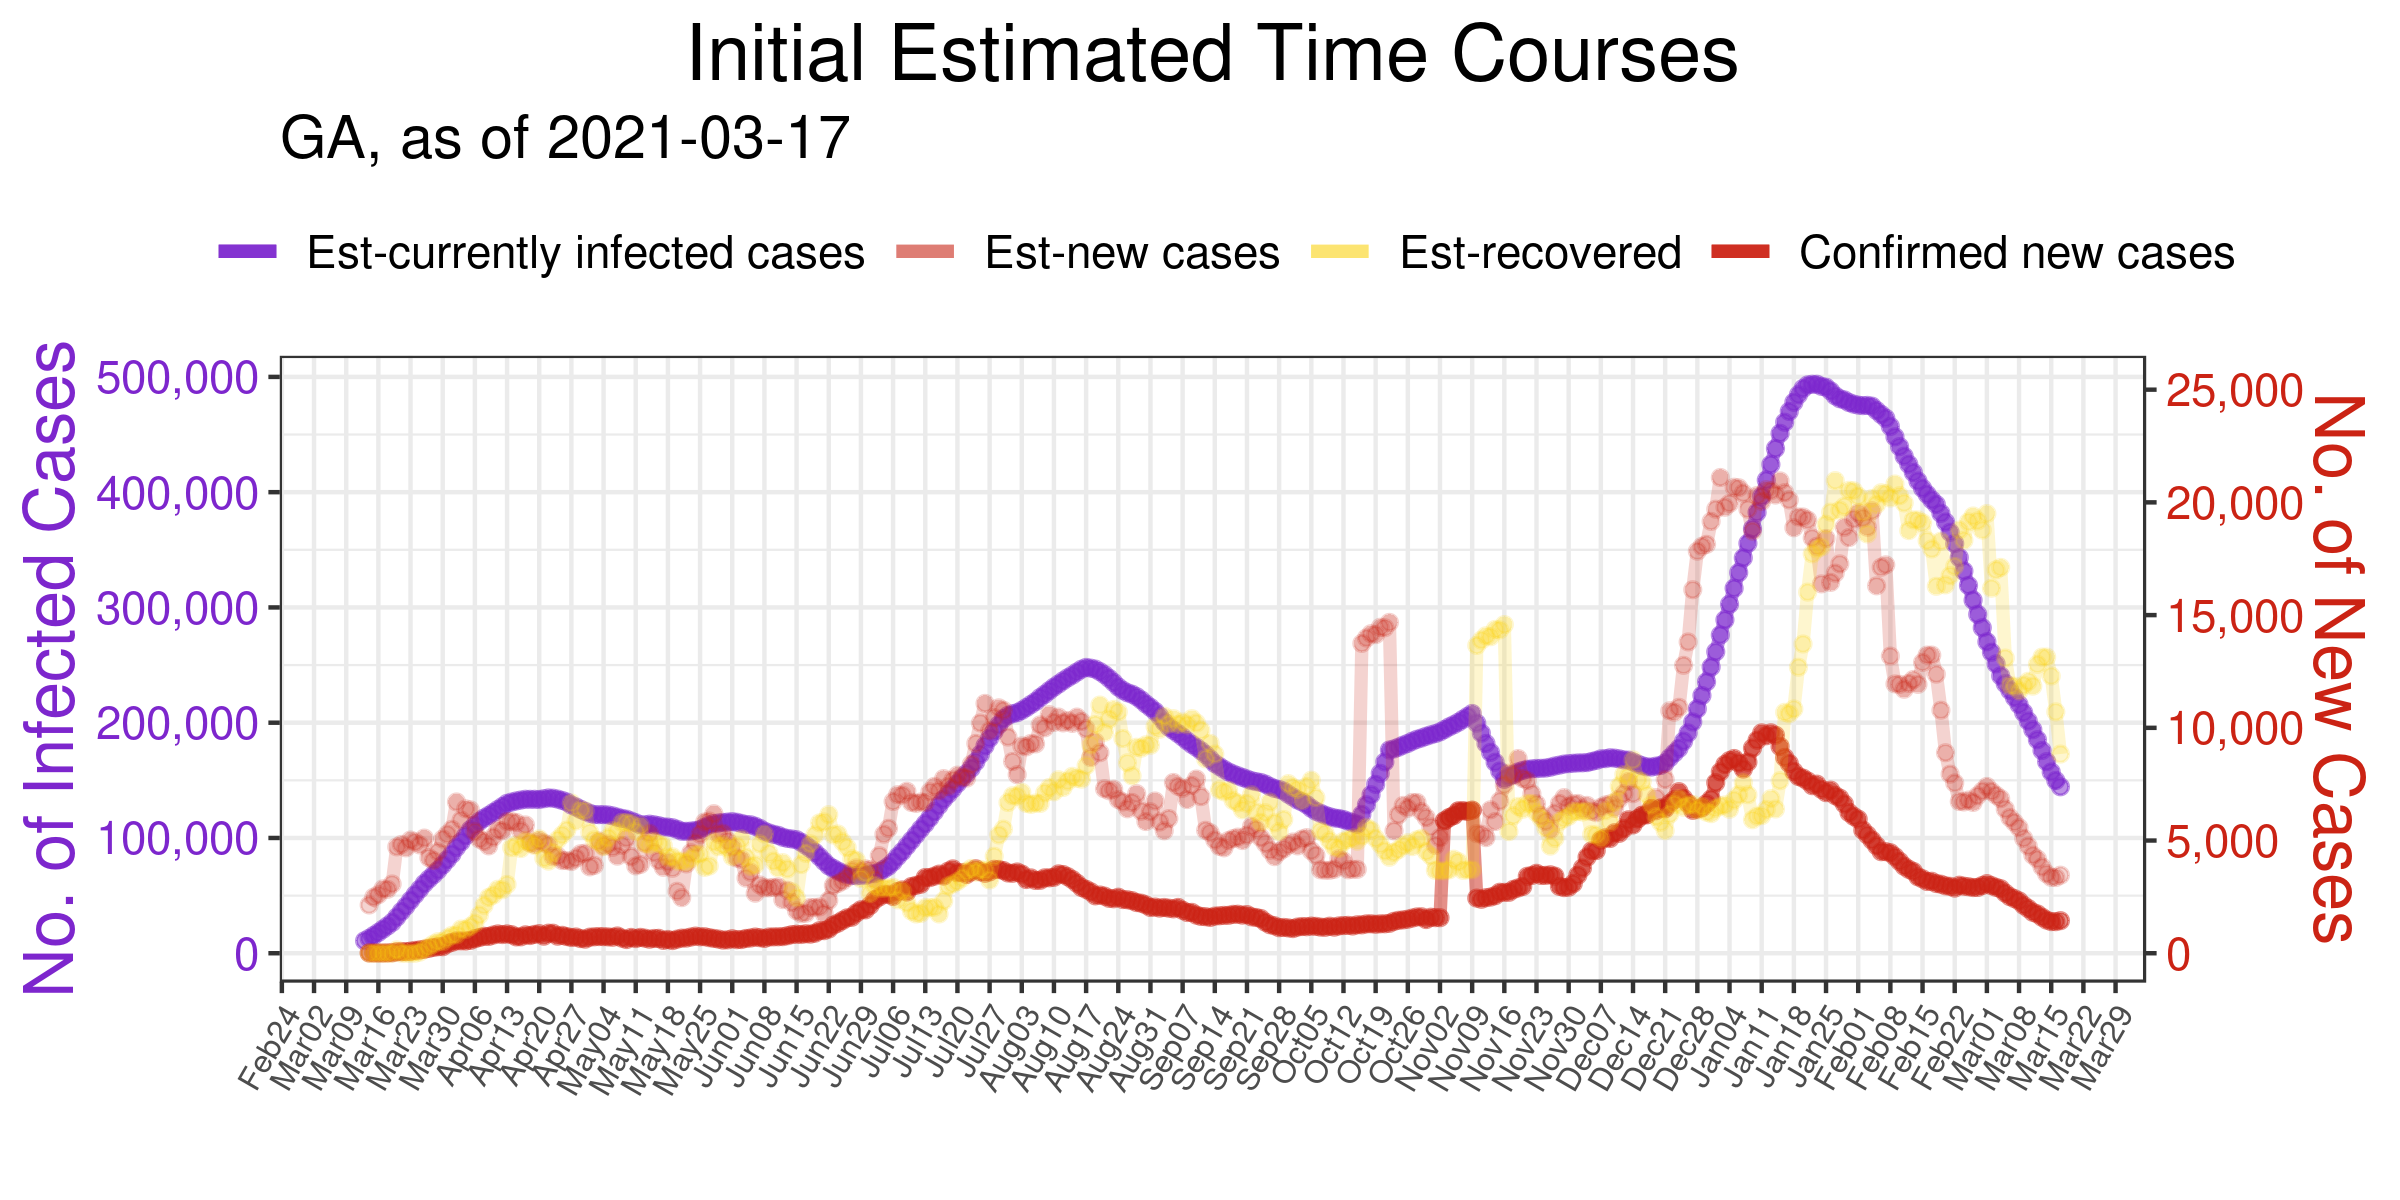 Initial Estimated Time Courses
GA, as of 2021-03-17
Est-currently infected cases Est-new cases Est-recovered Confirmed new cases
No. of Infected Cases
500,000
400,000
300,000
200,000
100,000
0
25,000
20,000
15,000
10,000
5,000
0
No. of New Cases
Feb24 Mar02 Mar09 Mar16 Mar23 Mar30 Apr06 Apr13 Apr20 Apr27 May04 May11 May18 May25 Jun01 Jun08 Jun15 Jun22 Jun29 Jul06 Jul13 Jul20 Jul27 Aug03 Aug10 Aug17 Aug24 Aug31 Sep07 Sep14 Sep21 Sep28 Oct05 Oct12 Oct19 Oct26 Nov02 Nov09 Nov16 Nov23 Nov30 Dec07 Dec14 Dec21 Dec28 Jan04 Jan11 Jan18 Jan25 Feb01 Feb08 Feb15 Feb22 Mar01 Mar08 Mar15 Mar22 Mar29